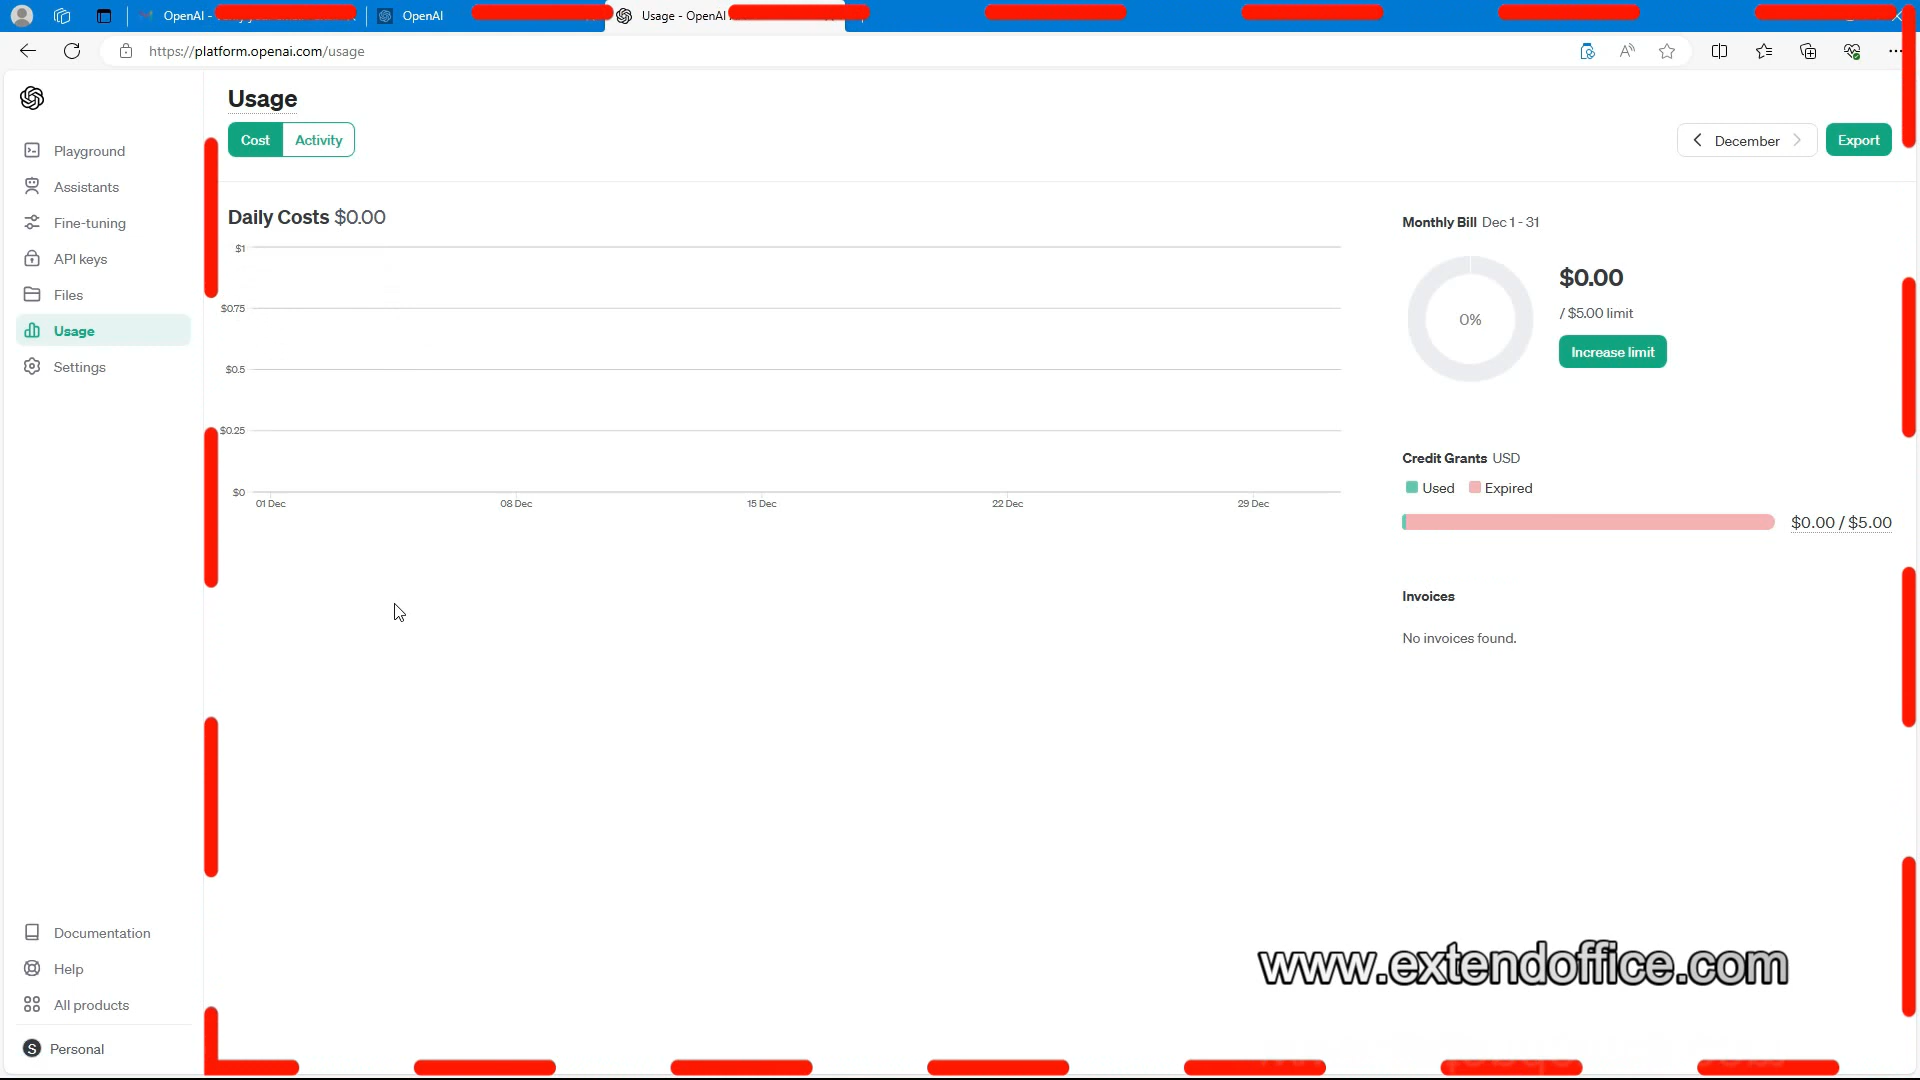 OpenAI -
OpenAI
Usage - OpenAI
https://platform.openai.com/usage
Usage
Cost
Activity
December
Export
Playground
Assistants
Fine-tuning
API keys
Files
Usage
Settings
Daily Costs $0.00
$1
$0.75
$0.5
$0.25
$0
01 Dec
08 Dec
15 Dec
22 Dec
29 Dec
Monthly Bill Dec 1 - 31
0%
$0.00
/ $5.00 limit
Increase limit
Credit Grants USD
Used
Expired
$0.00 / $5.00
Invoices
No invoices found.
Documentation
Help
All products
S Personal
www.extendoffice.com